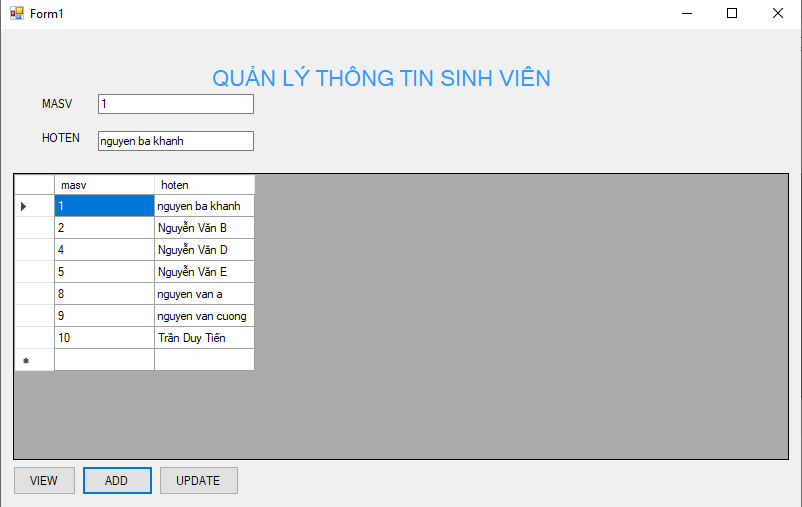 Form1
QUẢN LÝ THÔNG TIN SINH VIÊN
MASV 1
HOTEN nguyen ba khanh
masv hoten
1 nguyen ba khanh
2 Nguyễn Văn B
4 Nguyễn Văn D
5 Nguyễn Văn E
8 nguyen van a
9 nguyen van cuong
10 Trần Duy Tiến
VIEW ADD UPDATE